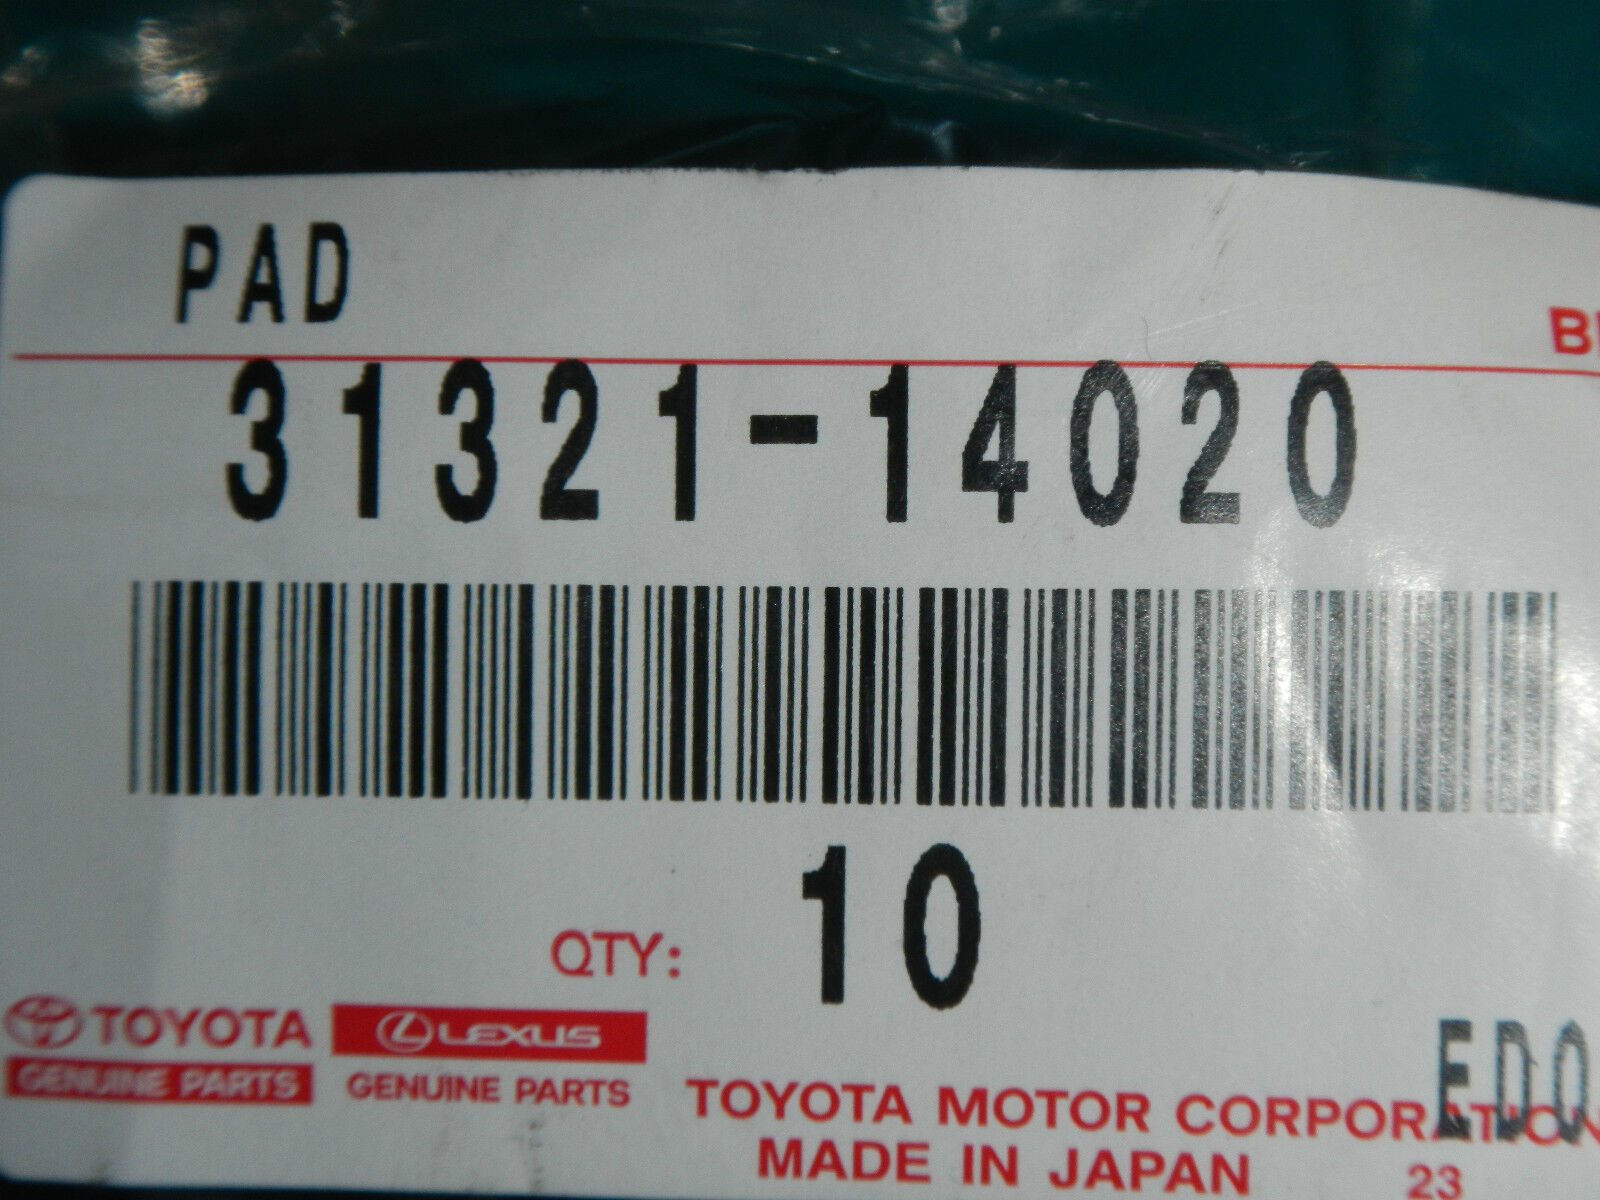 PAD
31321-14020
QTY: 10
TOYOTA
GENUINE PARTS
LEXUS
GENUINE PARTS
TOYOTA MOTOR CORPORATION
MADE IN JAPAN
23